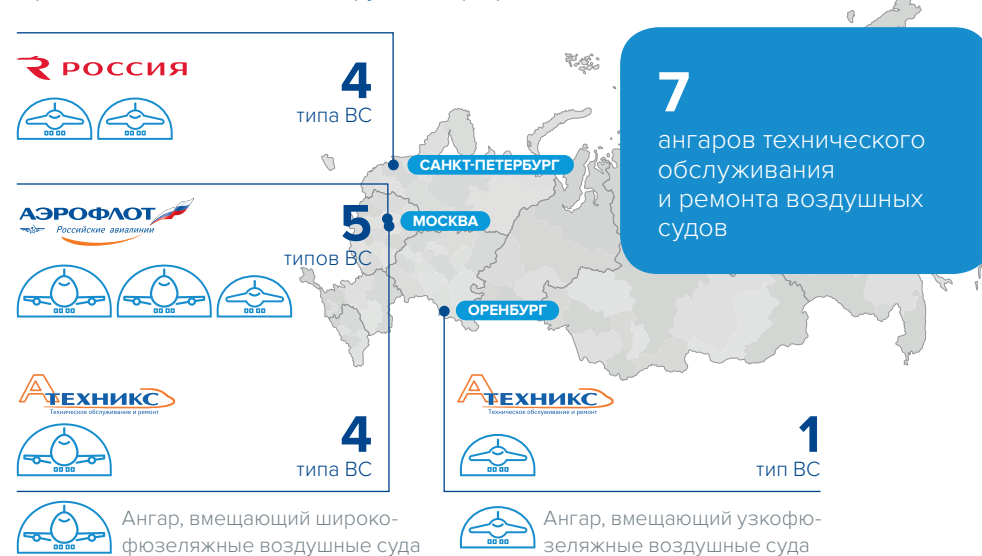 РОССИЯ
4
типа ВС
САНКТ-ПЕТЕРБУРГ
7
ангаров технического
обслуживания
и ремонта воздушных
судов
АЭРОФЛОТ
Российские авиалинии
5
типов ВС
МОСКВА
ОРЕНБУРГ
А-ТЕХНИКС
Техническое обслуживание и ремонт
4
типа ВС
А-ТЕХНИКС
Техническое обслуживание и ремонт
1
тип ВС
Ангар, вмещающий широко-
фюзеляжные воздушные суда
Ангар, вмещающий узкофю-
зеляжные воздушные суда